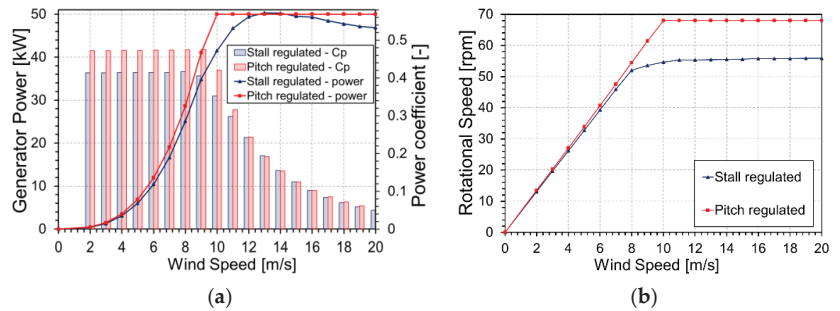 50
40
30
20
10
0
Generator Power [kW]
0.5
0.4
0.3
0.2
0.1
0
Power coefficient [-]
Stall regulated - Cp
Pitch regulated - Cp
Stall regulated - power
Pitch regulated - power
0 2 4 6 8 10 12 14 16 18 20
Wind Speed [m/s]
(a)
70
60
50
40
30
20
10
0
Rotational Speed [rpm]
Stall regulated
Pitch regulated
0 2 4 6 8 10 12 14 16 18 20
Wind Speed [m/s]
(b)